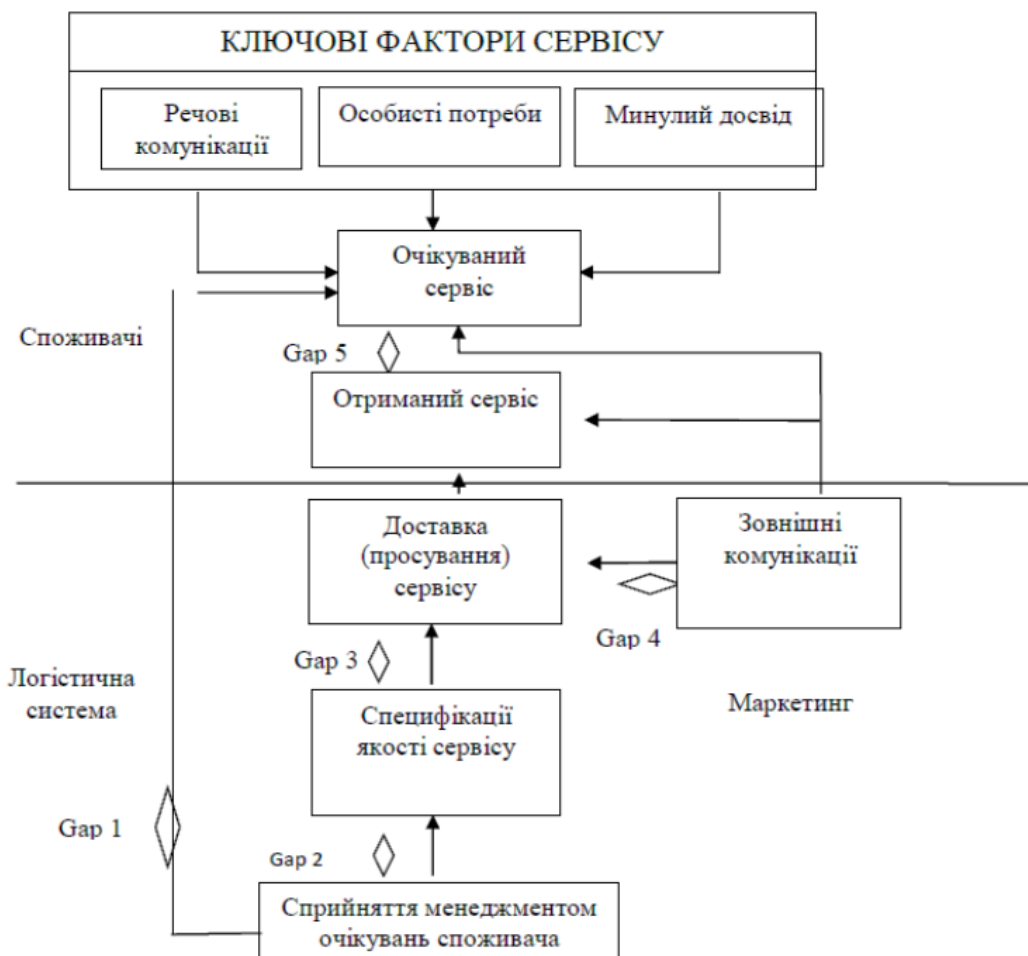 КЛЮЧОВІ ФАКТОРИ СЕРВІСУ
Речові
комунікації
Особисті потреби
Минулий досвід
Очікуваний
сервіс
Споживачі
Gap 5
Отриманий сервіс
Доставка
(просування)
сервісу
Зовнішні
комунікації
Gap 4
Gap 3
Логістична
система
Специфікації
якості сервісу
Маркетинг
Gap 1
Gap 2
Сприйняття менеджментом
очікувань споживача